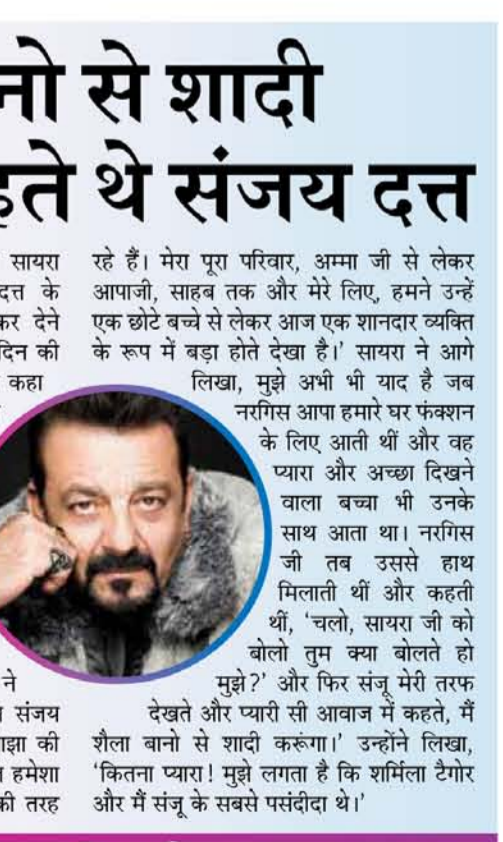 नो से शादी
हते थे संजय दत्त
सायरा
दत्त के
कर देने
दिन की
कहा
ने
संजय
झा की
हमेशा
की तरह
रहे हैं। मेरा पूरा परिवार, अम्मा जी से लेकर
आपाजी, साहब तक और मेरे लिए, हमने उन्हें
एक छोटे बच्चे से लेकर आज एक शानदार व्यक्ति
के रूप में बड़ा होते देखा है।' सायरा ने आगे
लिखा, मुझे अभी भी याद है जब
नरगिस आपा हमारे घर फंक्शन
के लिए आती थीं और वह
प्यारा और अच्छा दिखने
वाला बच्चा भी उनके
साथ आता था। नरगिस
जी तब उससे हाथ
मिलाती थीं और कहती
थीं, 'चलो, सायरा जी को
बोलो तुम क्या बोलते हो
मुझे?' और फिर संजू मेरी तरफ
देखते और प्यारी सी आवाज में कहते, मैं
शैला बानो से शादी करूंगा।' उन्होंने लिखा,
'कितना प्यारा! मुझे लगता है कि शर्मिला टैगोर
और मैं संजू के सबसे पसंदीदा थे।'